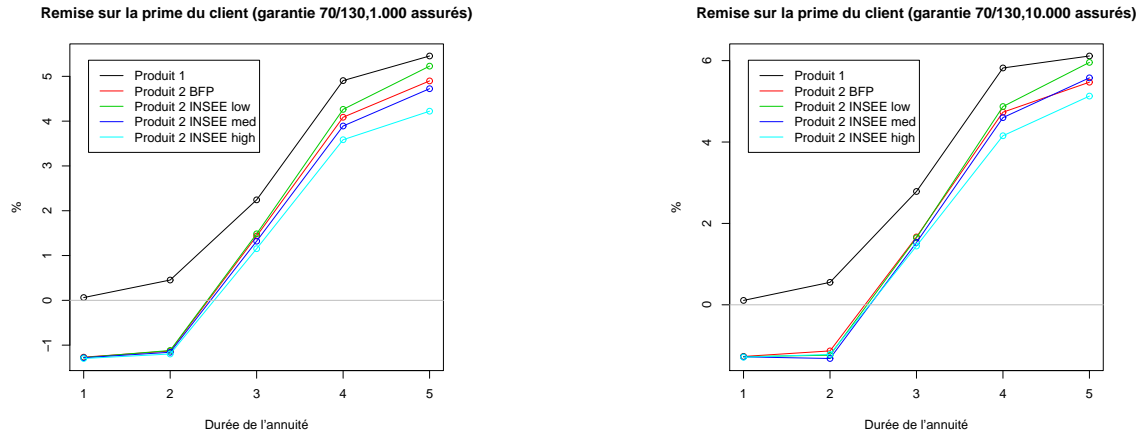 Remise sur la prime du client (garantie 70/130,1.000 assurés)
Produit 1
Produit 2 BFP
Produit 2 INSEE low
Produit 2 INSEE med
Produit 2 INSEE high
%
5
4
3
2
1
0
−1
1 2 3 4 5
Durée de l'annuité
Remise sur la prime du client (garantie 70/130,10.000 assurés)
Produit 1
Produit 2 BFP
Produit 2 INSEE low
Produit 2 INSEE med
Produit 2 INSEE high
%
6
4
2
0
1 2 3 4 5
Durée de l'annuité